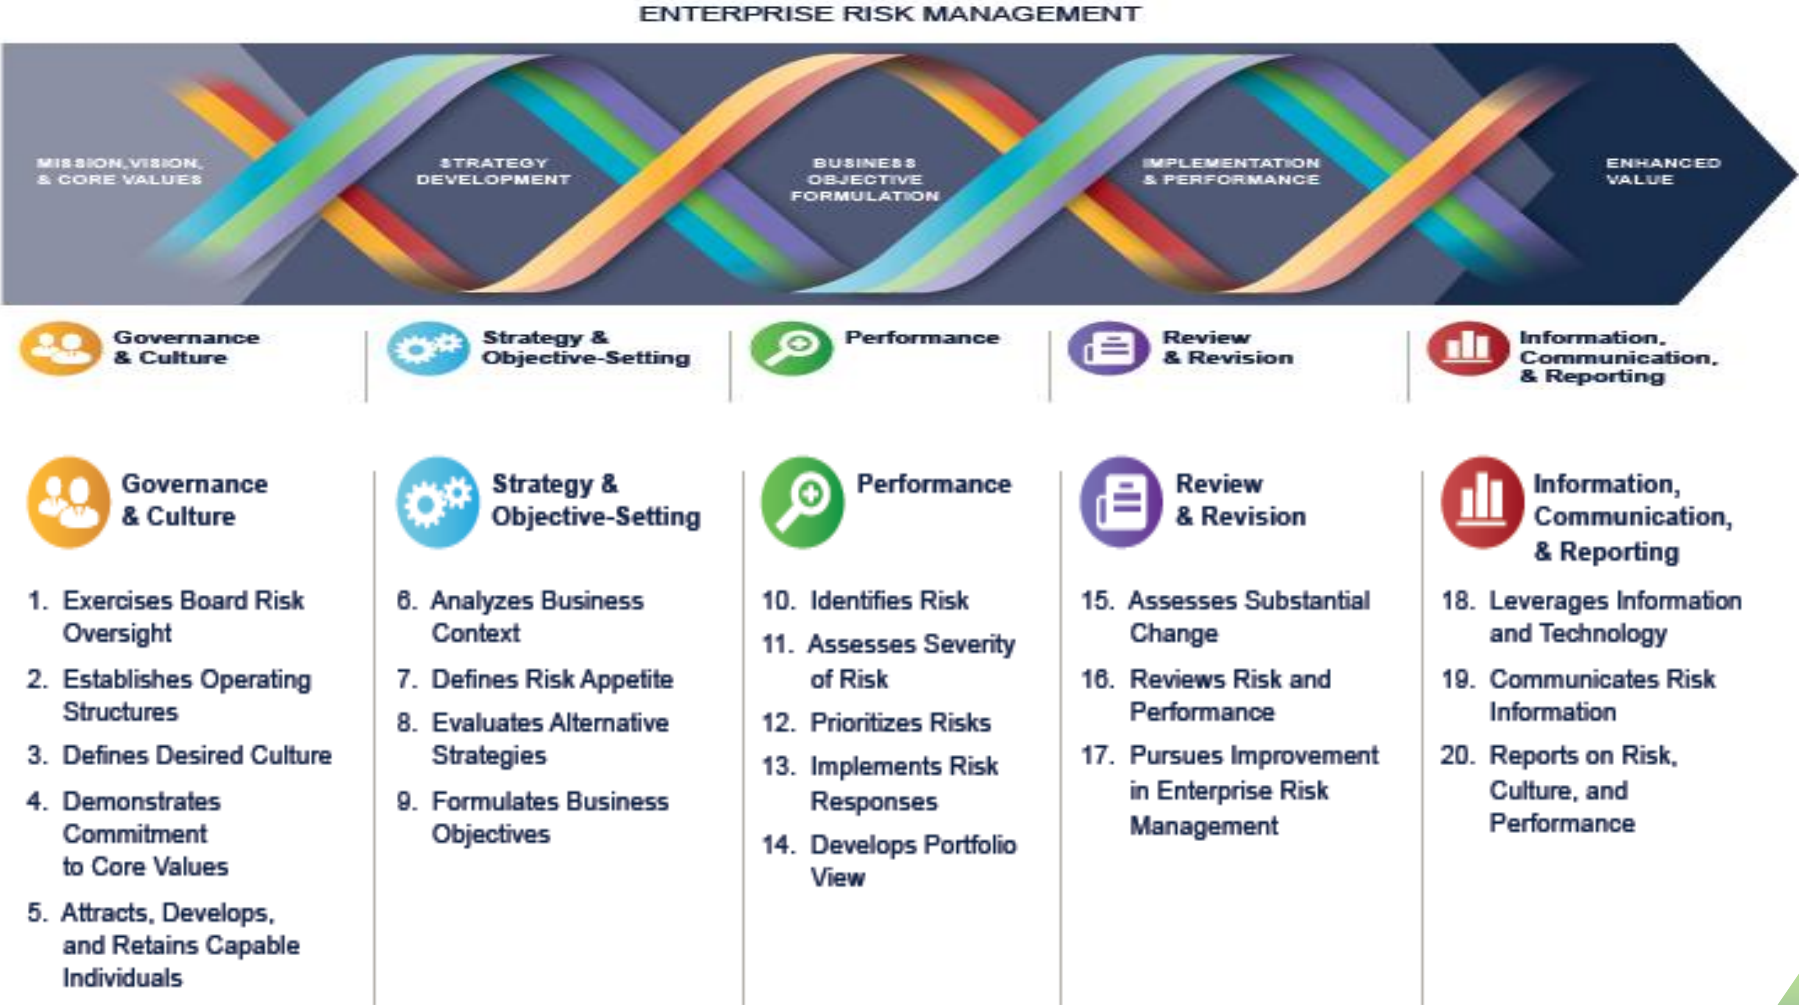 ENTERPRISE RISK MANAGEMENT
MISSION, VISION,
& CORE VALUES
STRATEGY
DEVELOPMENT
BUSINESS
OBJECTIVE
FORMULATION
IMPLEMENTATION
& PERFORMANCE
ENHANCED
VALUE
Governance
& Culture
Strategy &
Objective-Setting
Performance
Review
& Revision
Information,
Communication,
& Reporting
Governance
& Culture
1. Exercises Board Risk
Oversight
2. Establishes Operating
Structures
3. Defines Desired Culture
4. Demonstrates
Commitment
to Core Values
5. Attracts, Develops,
and Retains Capable
Individuals
Strategy &
Objective-Setting
6. Analyzes Business
Context
7. Defines Risk Appetite
8. Evaluates Alternative
Strategies
9. Formulates Business
Objectives
Performance
10. Identifies Risk
11. Assesses Severity
of Risk
12. Prioritizes Risks
13. Implements Risk
Responses
14. Develops Portfolio
View
Review
& Revision
15. Assesses Substantial
Change
16. Reviews Risk and
Performance
17. Pursues Improvement
in Enterprise Risk
Management
Information,
Communication,
& Reporting
18. Leverages Information
and Technology
19. Communicates Risk
Information
20. Reports on Risk,
Culture, and
Performance